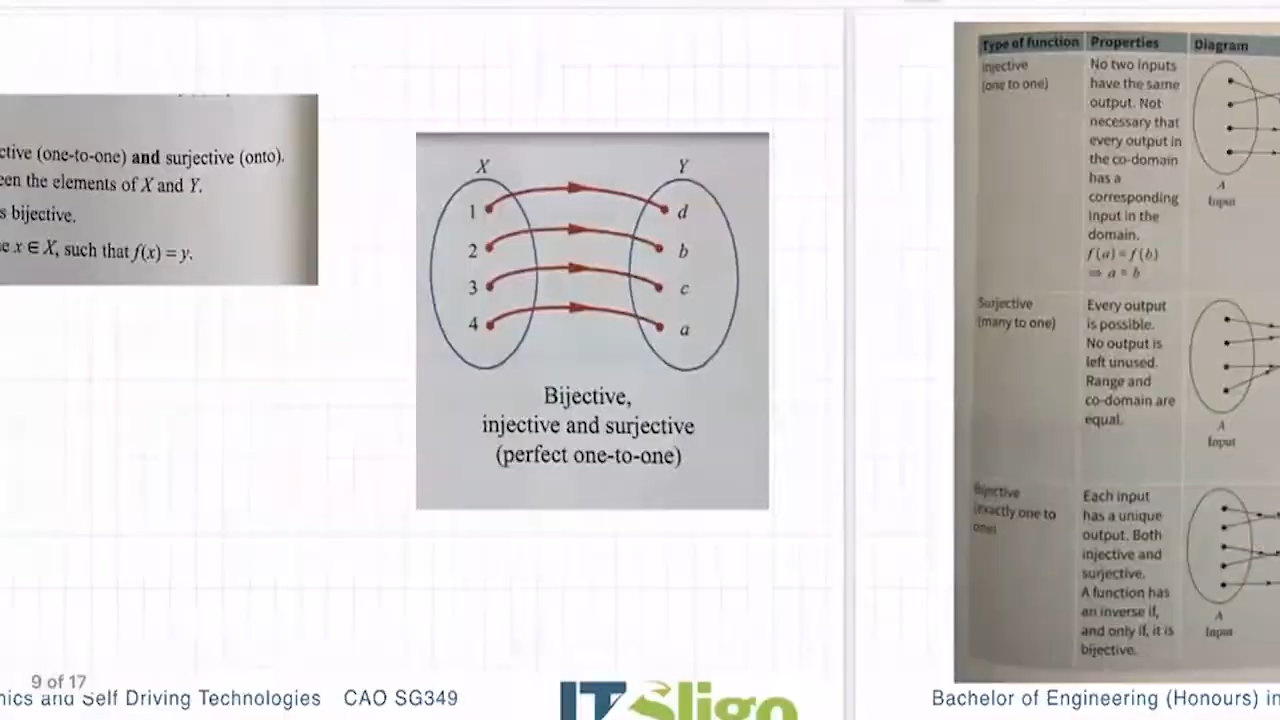 ctive (one-to-one) and surjective (onto).
een the elements of X and Y.
s bijective.
e x ∈ X, such that f(x) = y.
X Y
1 d
2 b
3 c
4 a
Bijective,
injective and surjective
(perfect one-to-one)
Type of function Properties Diagram
Injective
(one to one)
No two inputs
have the same
output. Not
necessary that
every output in
the co-domain
has a
corresponding
input in the
domain.
f(a) = f(b)
⇒ a = b
A
Input
Surjective
(many to one)
Every output
is possible.
No output is
left unused.
Range and
co-domain are
equal.
A
Input
Bijective
(exactly one to
one)
Each input
has a unique
output. Both
injective and
surjective.
A function has
an inverse if,
and only if, it is
bijective.
A
Input
9 of 17
nics and Self Driving Technologies CAO SG349
IT Sligo
Bachelor of Engineering (Honours) in